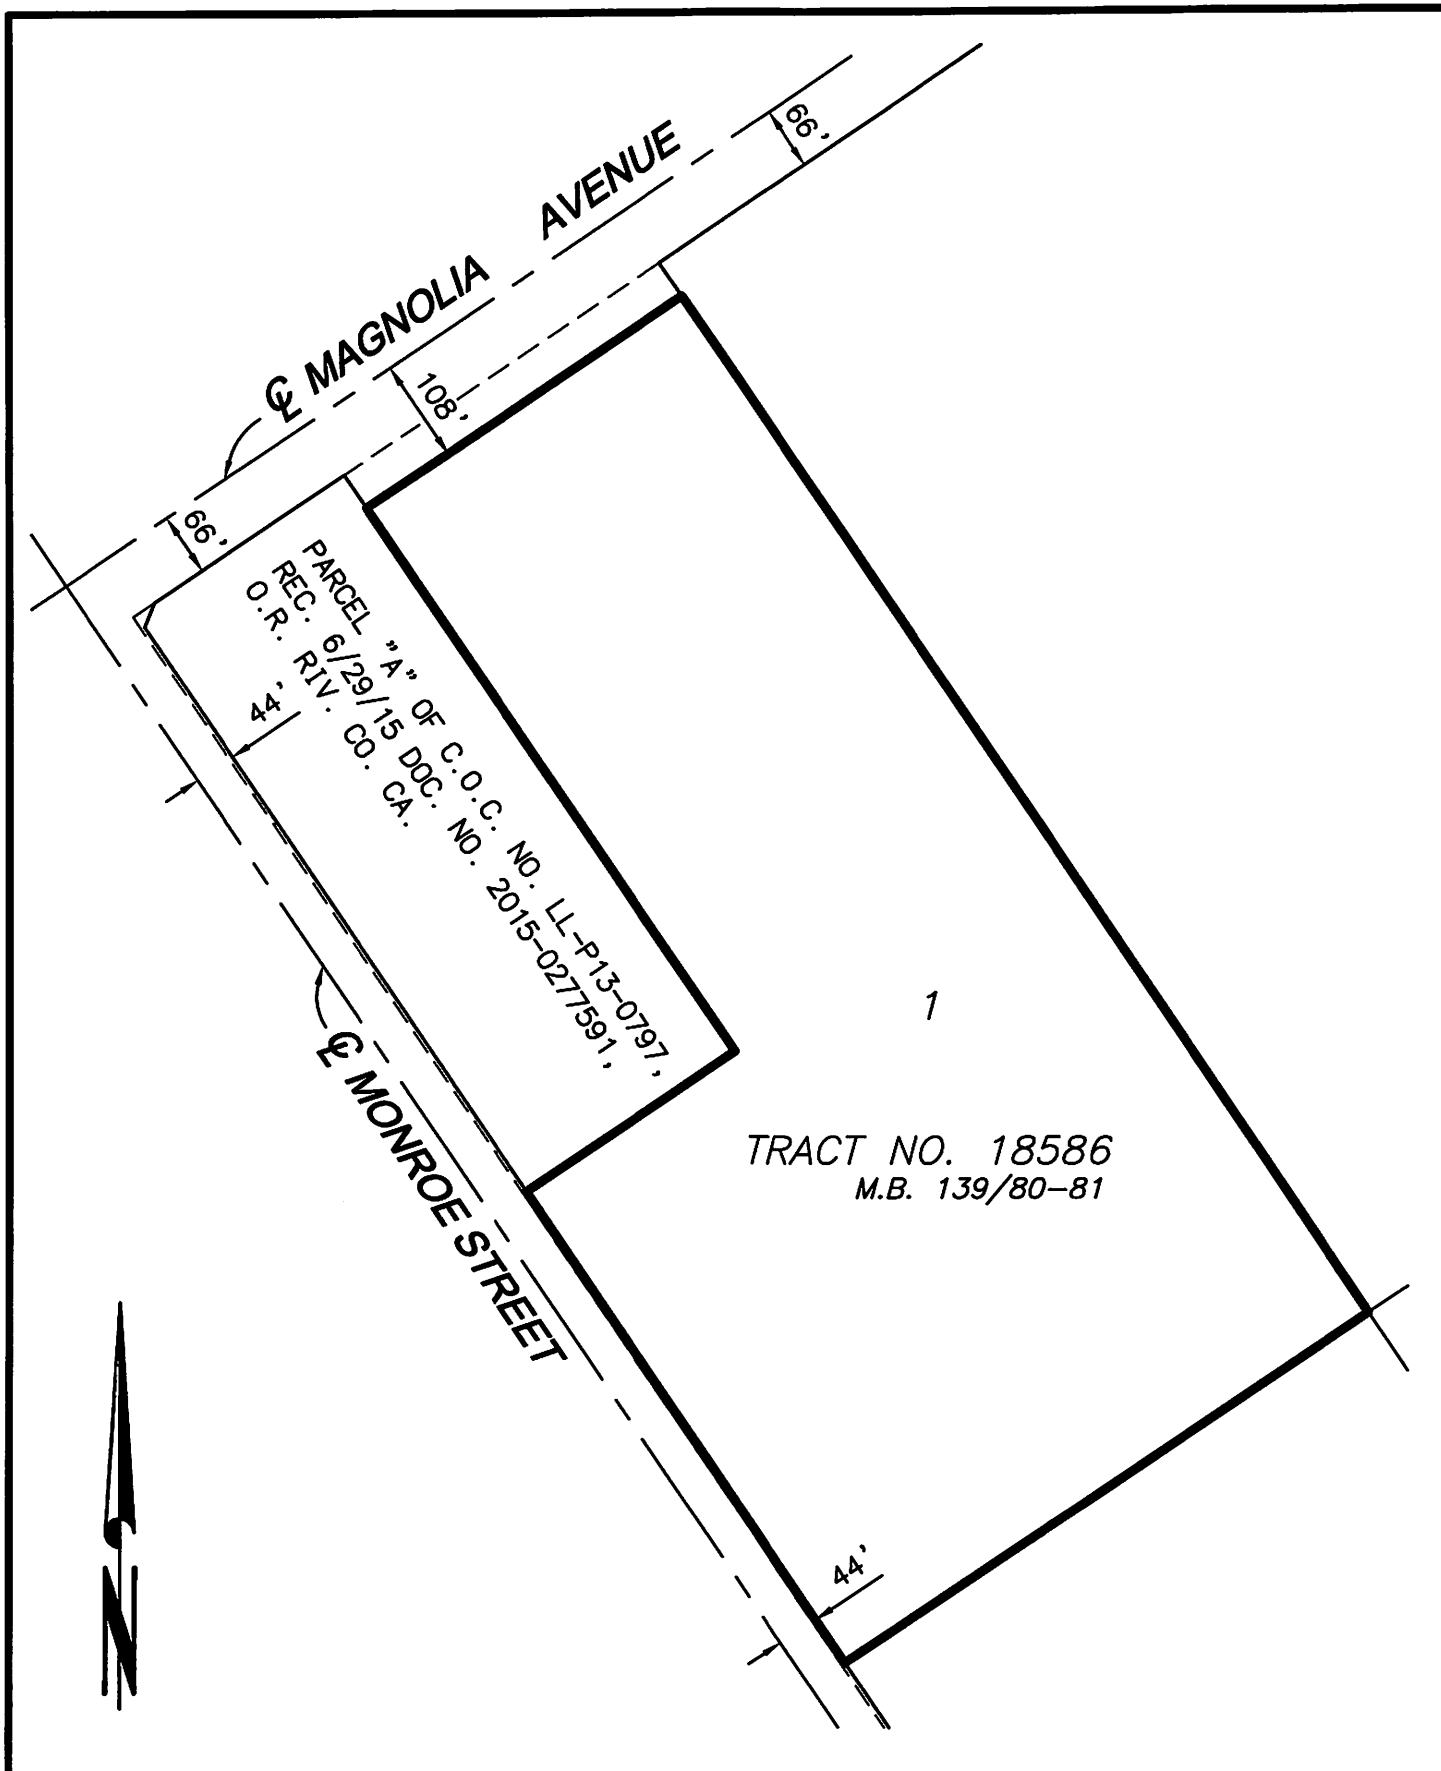 66'
℄ MAGNOLIA AVENUE
108'
66'
PARCEL "A" OF C.O.C. NO. LL-P13-0797,
REC. 6/29/15 DOC. NO. 2015-0277591,
O.R. RIV. CO. CA.
44'
1
℄ MONROE STREET
TRACT NO. 18586
M.B. 139/80-81
44'
N